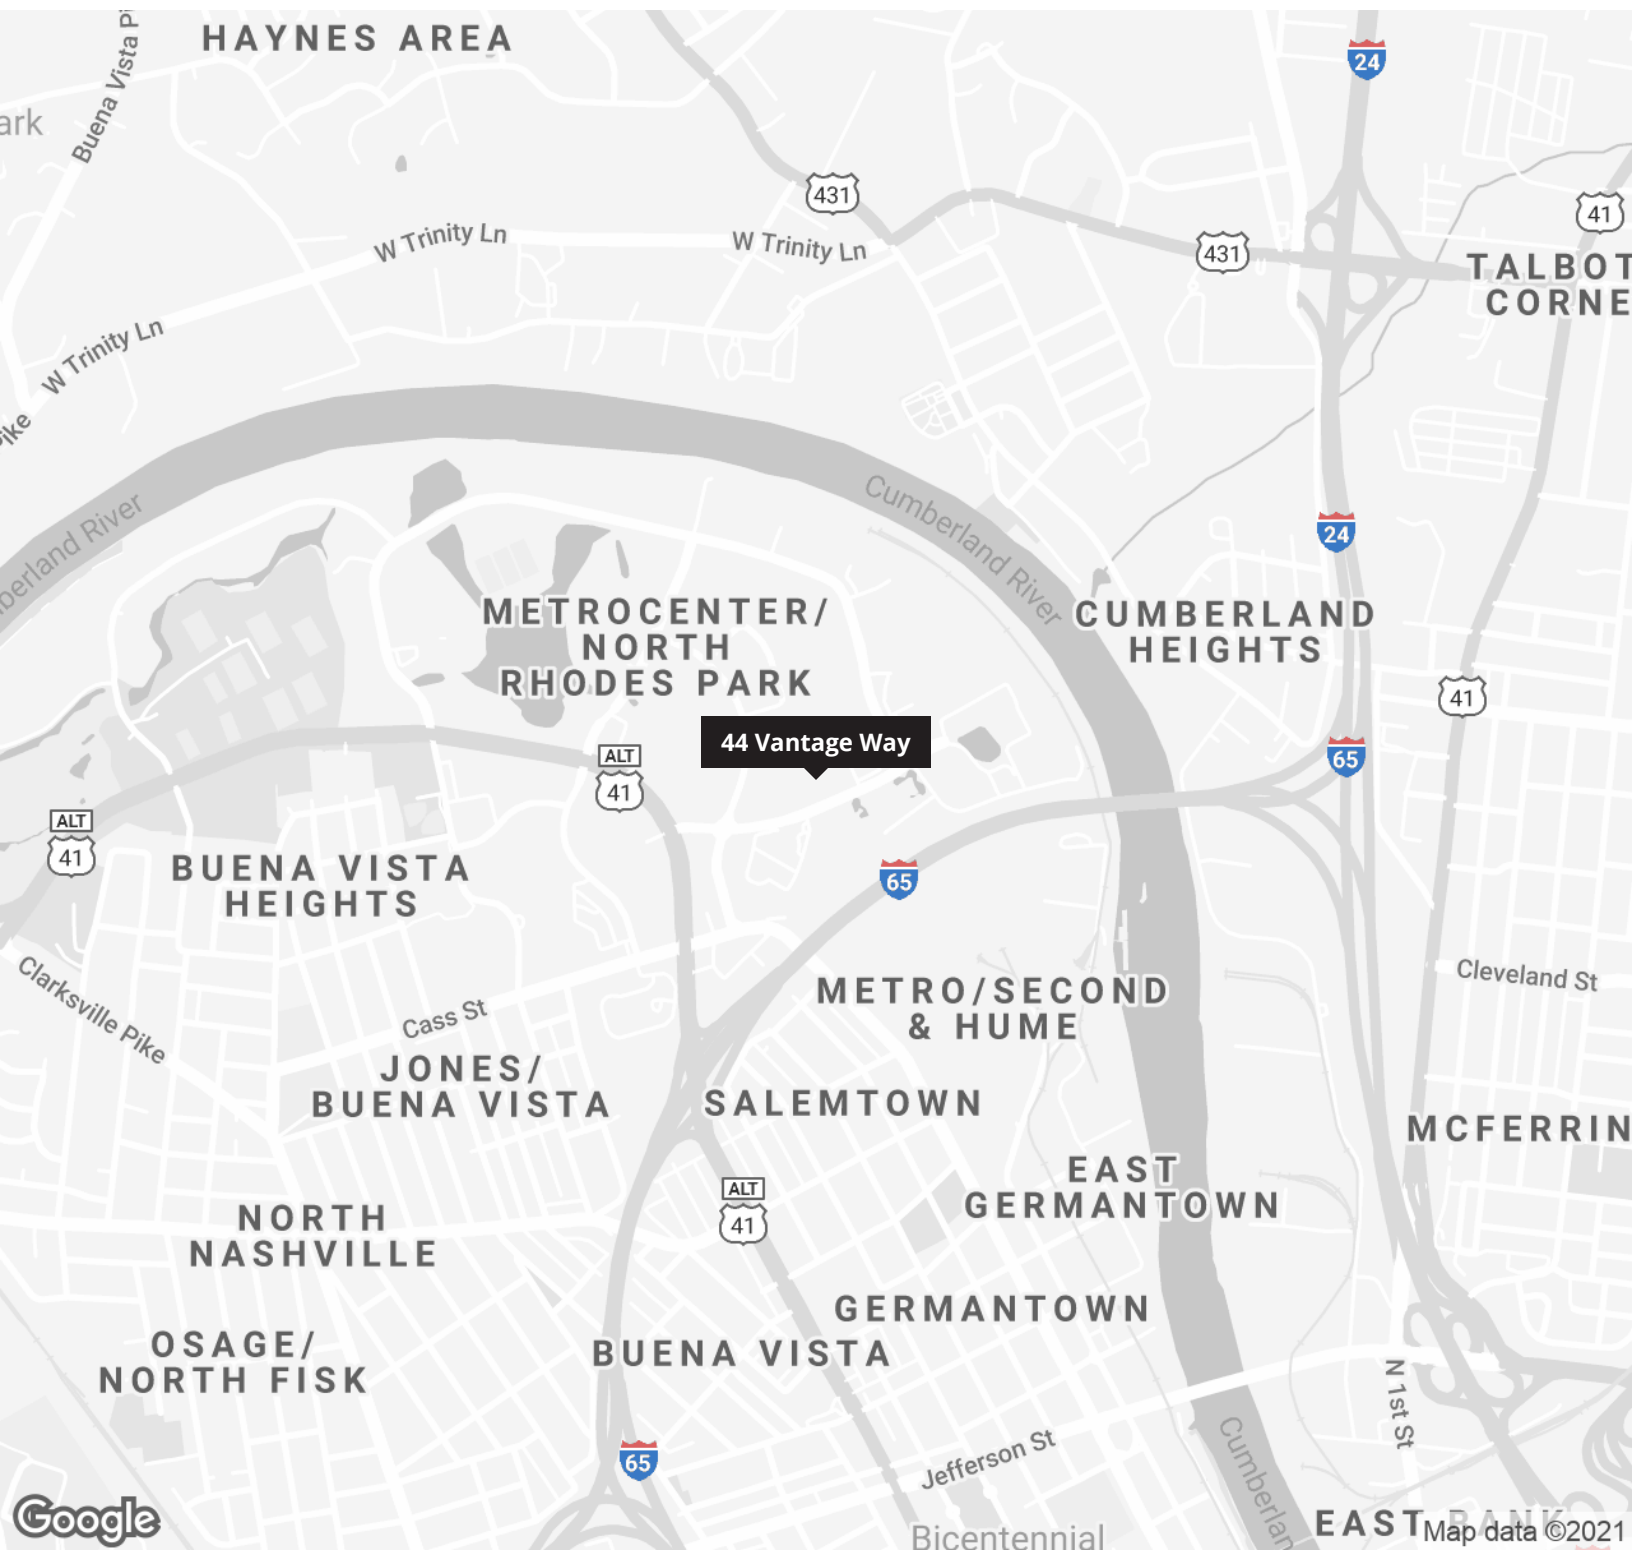 HAYNES AREA
Buena Vista Pi
24
ark
431
41
W Trinity Ln
W Trinity Ln
431
TALBOT
CORNE
W Trinity Ln
ike
Cumberland River
berland River
24
METROCENTER/
NORTH
RHODES PARK
CUMBERLAND
HEIGHTS
41
44 Vantage Way
ALT
41
65
ALT
41
BUENA VISTA
HEIGHTS
65
Clarksville Pike
METRO/SECOND
& HUME
Cleveland St
Cass St
JONES/
BUENA VISTA
SALEMTOWN
MCFERRIN
EAST
GERMANTOWN
ALT
41
NORTH
NASHVILLE
GERMANTOWN
OSAGE/
NORTH FISK
BUENA VISTA
N 1st St
Jefferson St
65
Cumberlan
Google
Bicentennial
EAST BANK
Map data ©2021